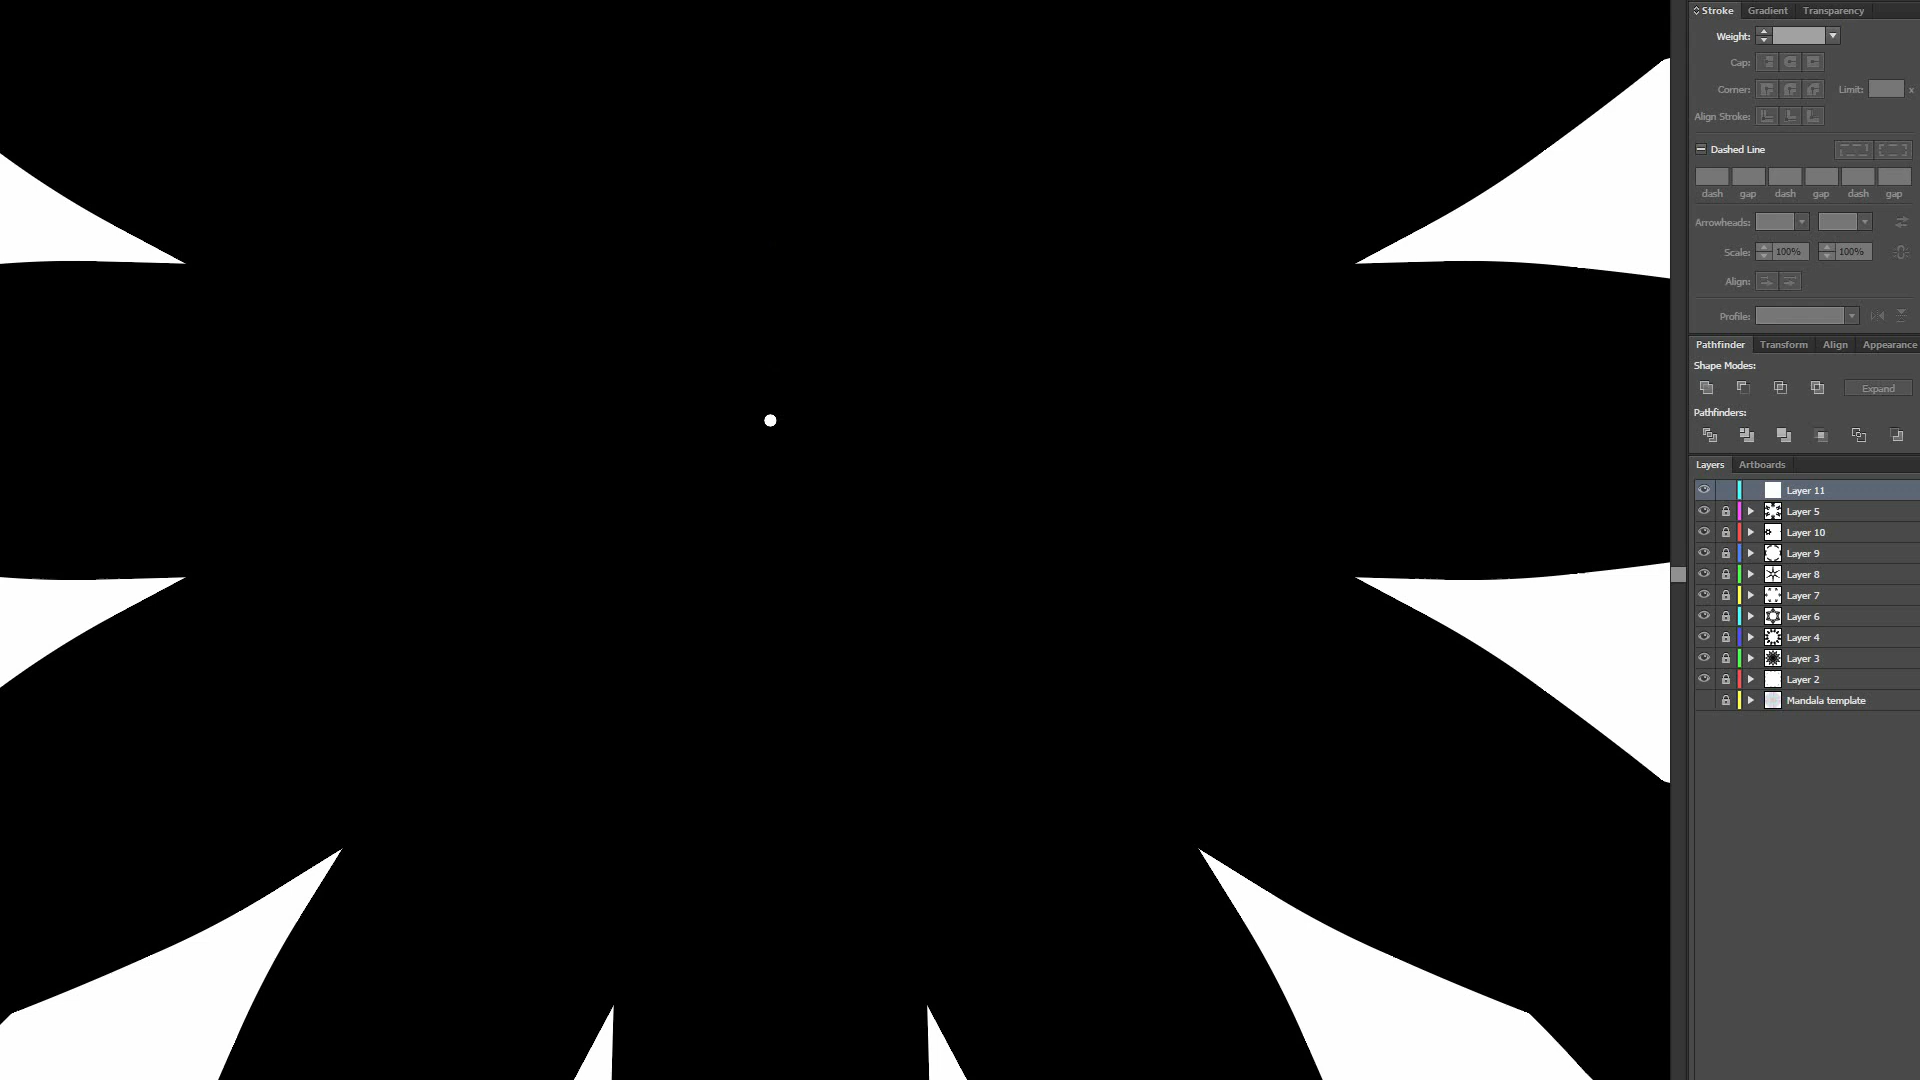 Stroke Gradient Transparency
Weight:
Cap:
Corner: Limit: x
Align Stroke:
Dashed Line
dash gap dash gap dash gap
Arrowheads:
Scale: 100% 100%
Align:
Profile:
Pathfinder Transform Align Appearance
Shape Modes:
Expand
Pathfinders:
Layers Artboards
Layer 11
Layer 5
Layer 10
Layer 9
Layer 8
Layer 7
Layer 6
Layer 4
Layer 3
Layer 2
Mandala template